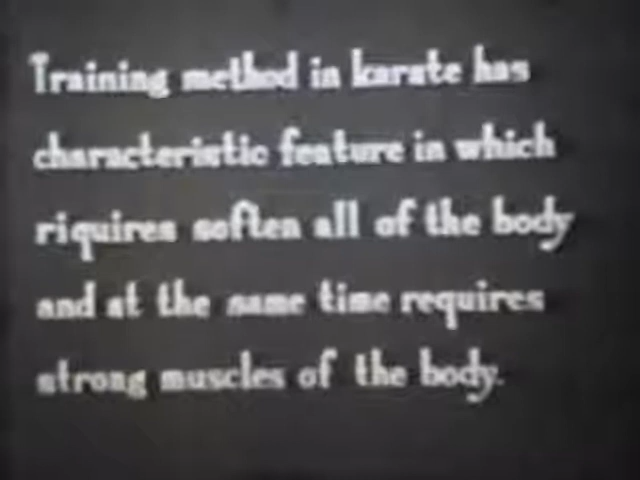 Training method in karate has
characteristic feature in which
riquires soften all of the body
and at the same time requires
strong muscles of the body.